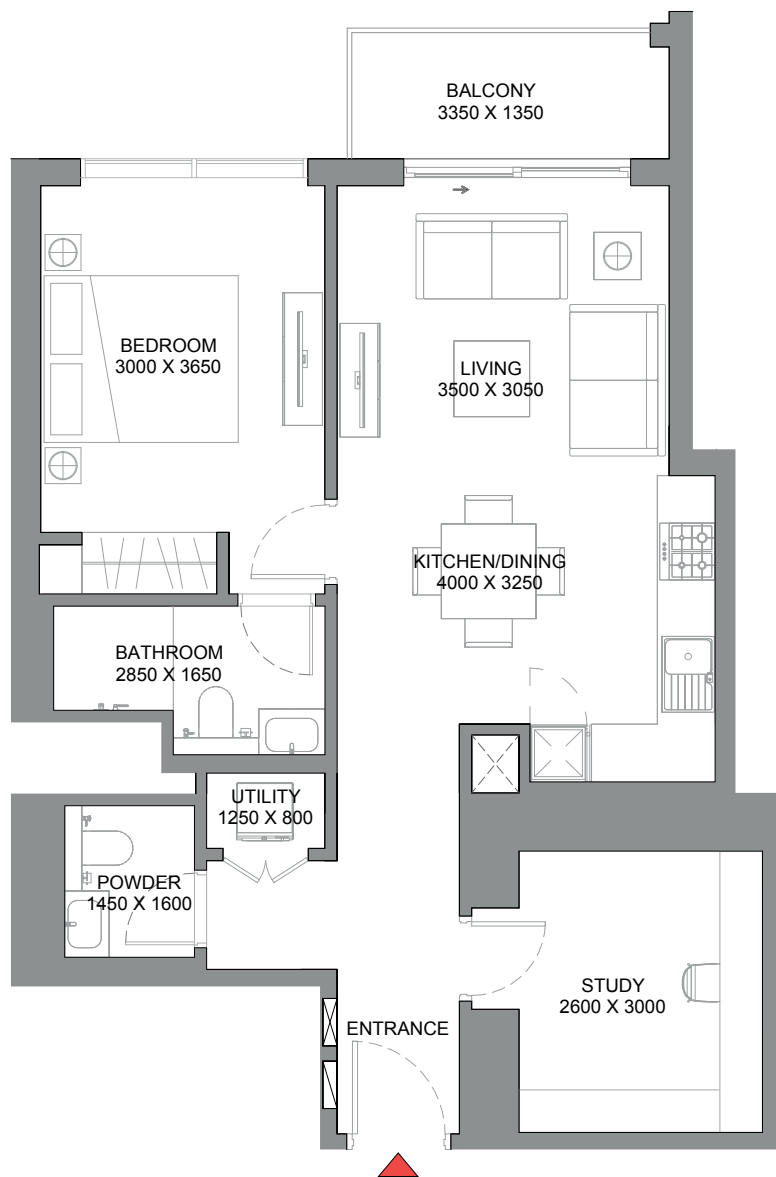 BALCONY
3350 X 1350
BEDROOM
3000 X 3650
LIVING
3500 X 3050
KITCHEN/DINING
4000 X 3250
BATHROOM
2850 X 1650
UTILITY
1250 X 800
POWDER
1450 X 1600
STUDY
2600 X 3000
ENTRANCE